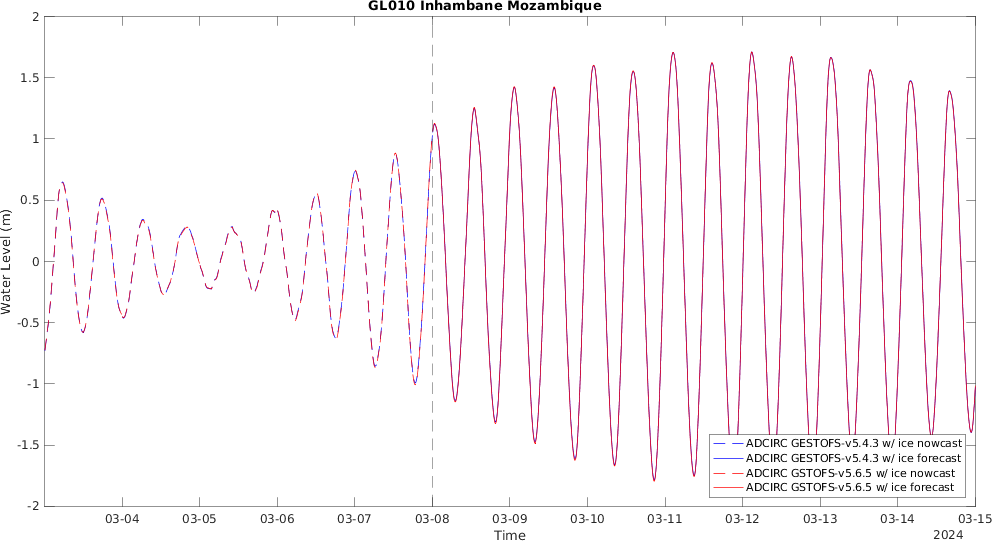 GL010 Inhambane Mozambique
2
1.5
1
0.5
0
-0.5
-1
-1.5
-2
Water Level (m)
ADCIRC GESTOFS-v5.4.3 w/ ice nowcast
ADCIRC GESTOFS-v5.4.3 w/ ice forecast
ADCIRC GSTOFS-v5.6.5 w/ ice nowcast
ADCIRC GSTOFS-v5.6.5 w/ ice forecast
03-04 03-05 03-06 03-07 03-08 03-09 03-10 03-11 03-12 03-13 03-14 03-15
Time
2024